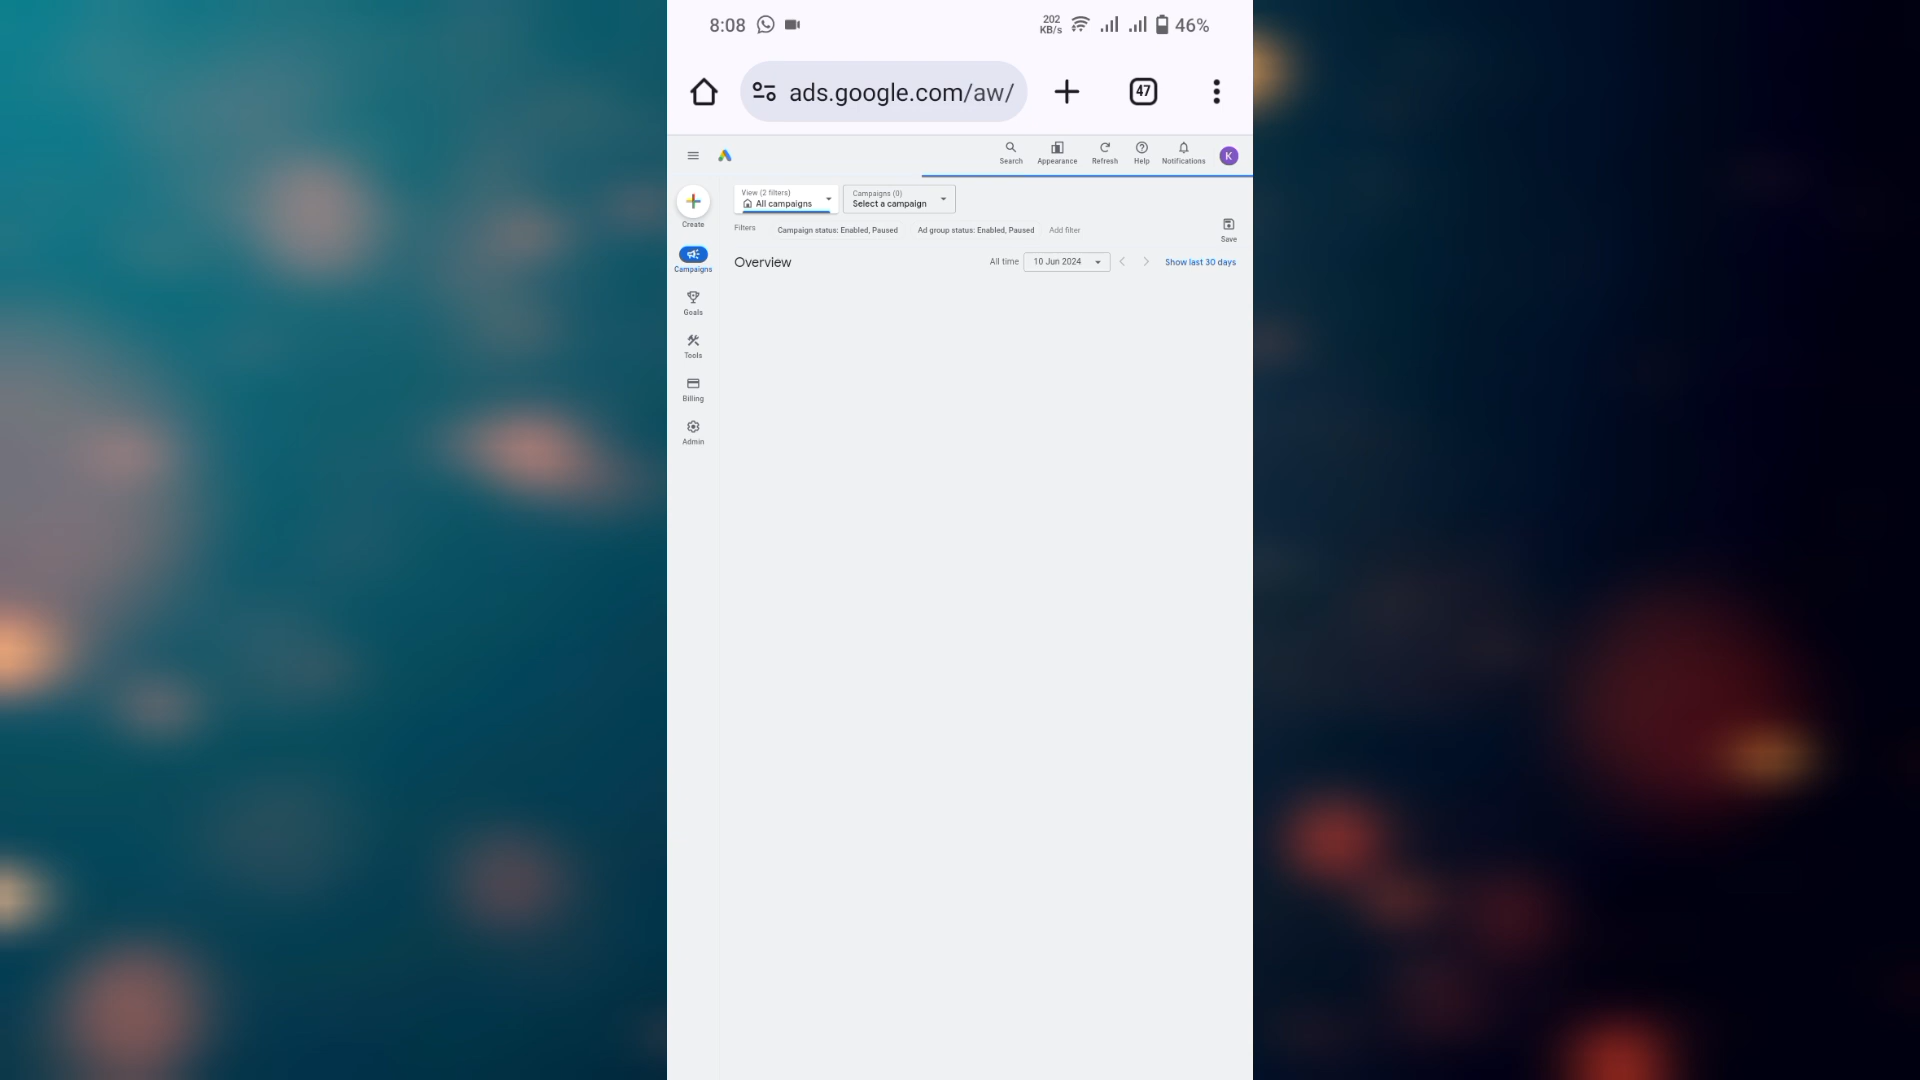 8:08 202 KB/s 46%
ads.google.com/aw/ 47
Search Appearance Refresh Help Notifications K
View (2 filters) Campaigns (0)
All campaigns Select a campaign
Create
Filters Campaign status: Enabled, Paused Ad group status: Enabled, Paused Add filter
Save
Overview All time 10 Jun 2024 Show last 30 days
Campaigns
Goals
Tools
Billing
Admin